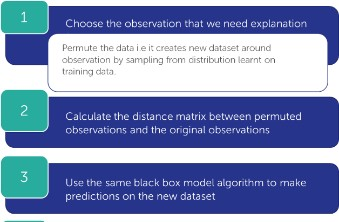 1
Choose the observation that we need explanation
Permute the data i.e it creates new dataset around
observation by sampling from distribution learnt on
training data.
2
Calculate the distance matrix between permuted
observations and the original observations
3
Use the same black box model algorithm to make
predictions on the new dataset